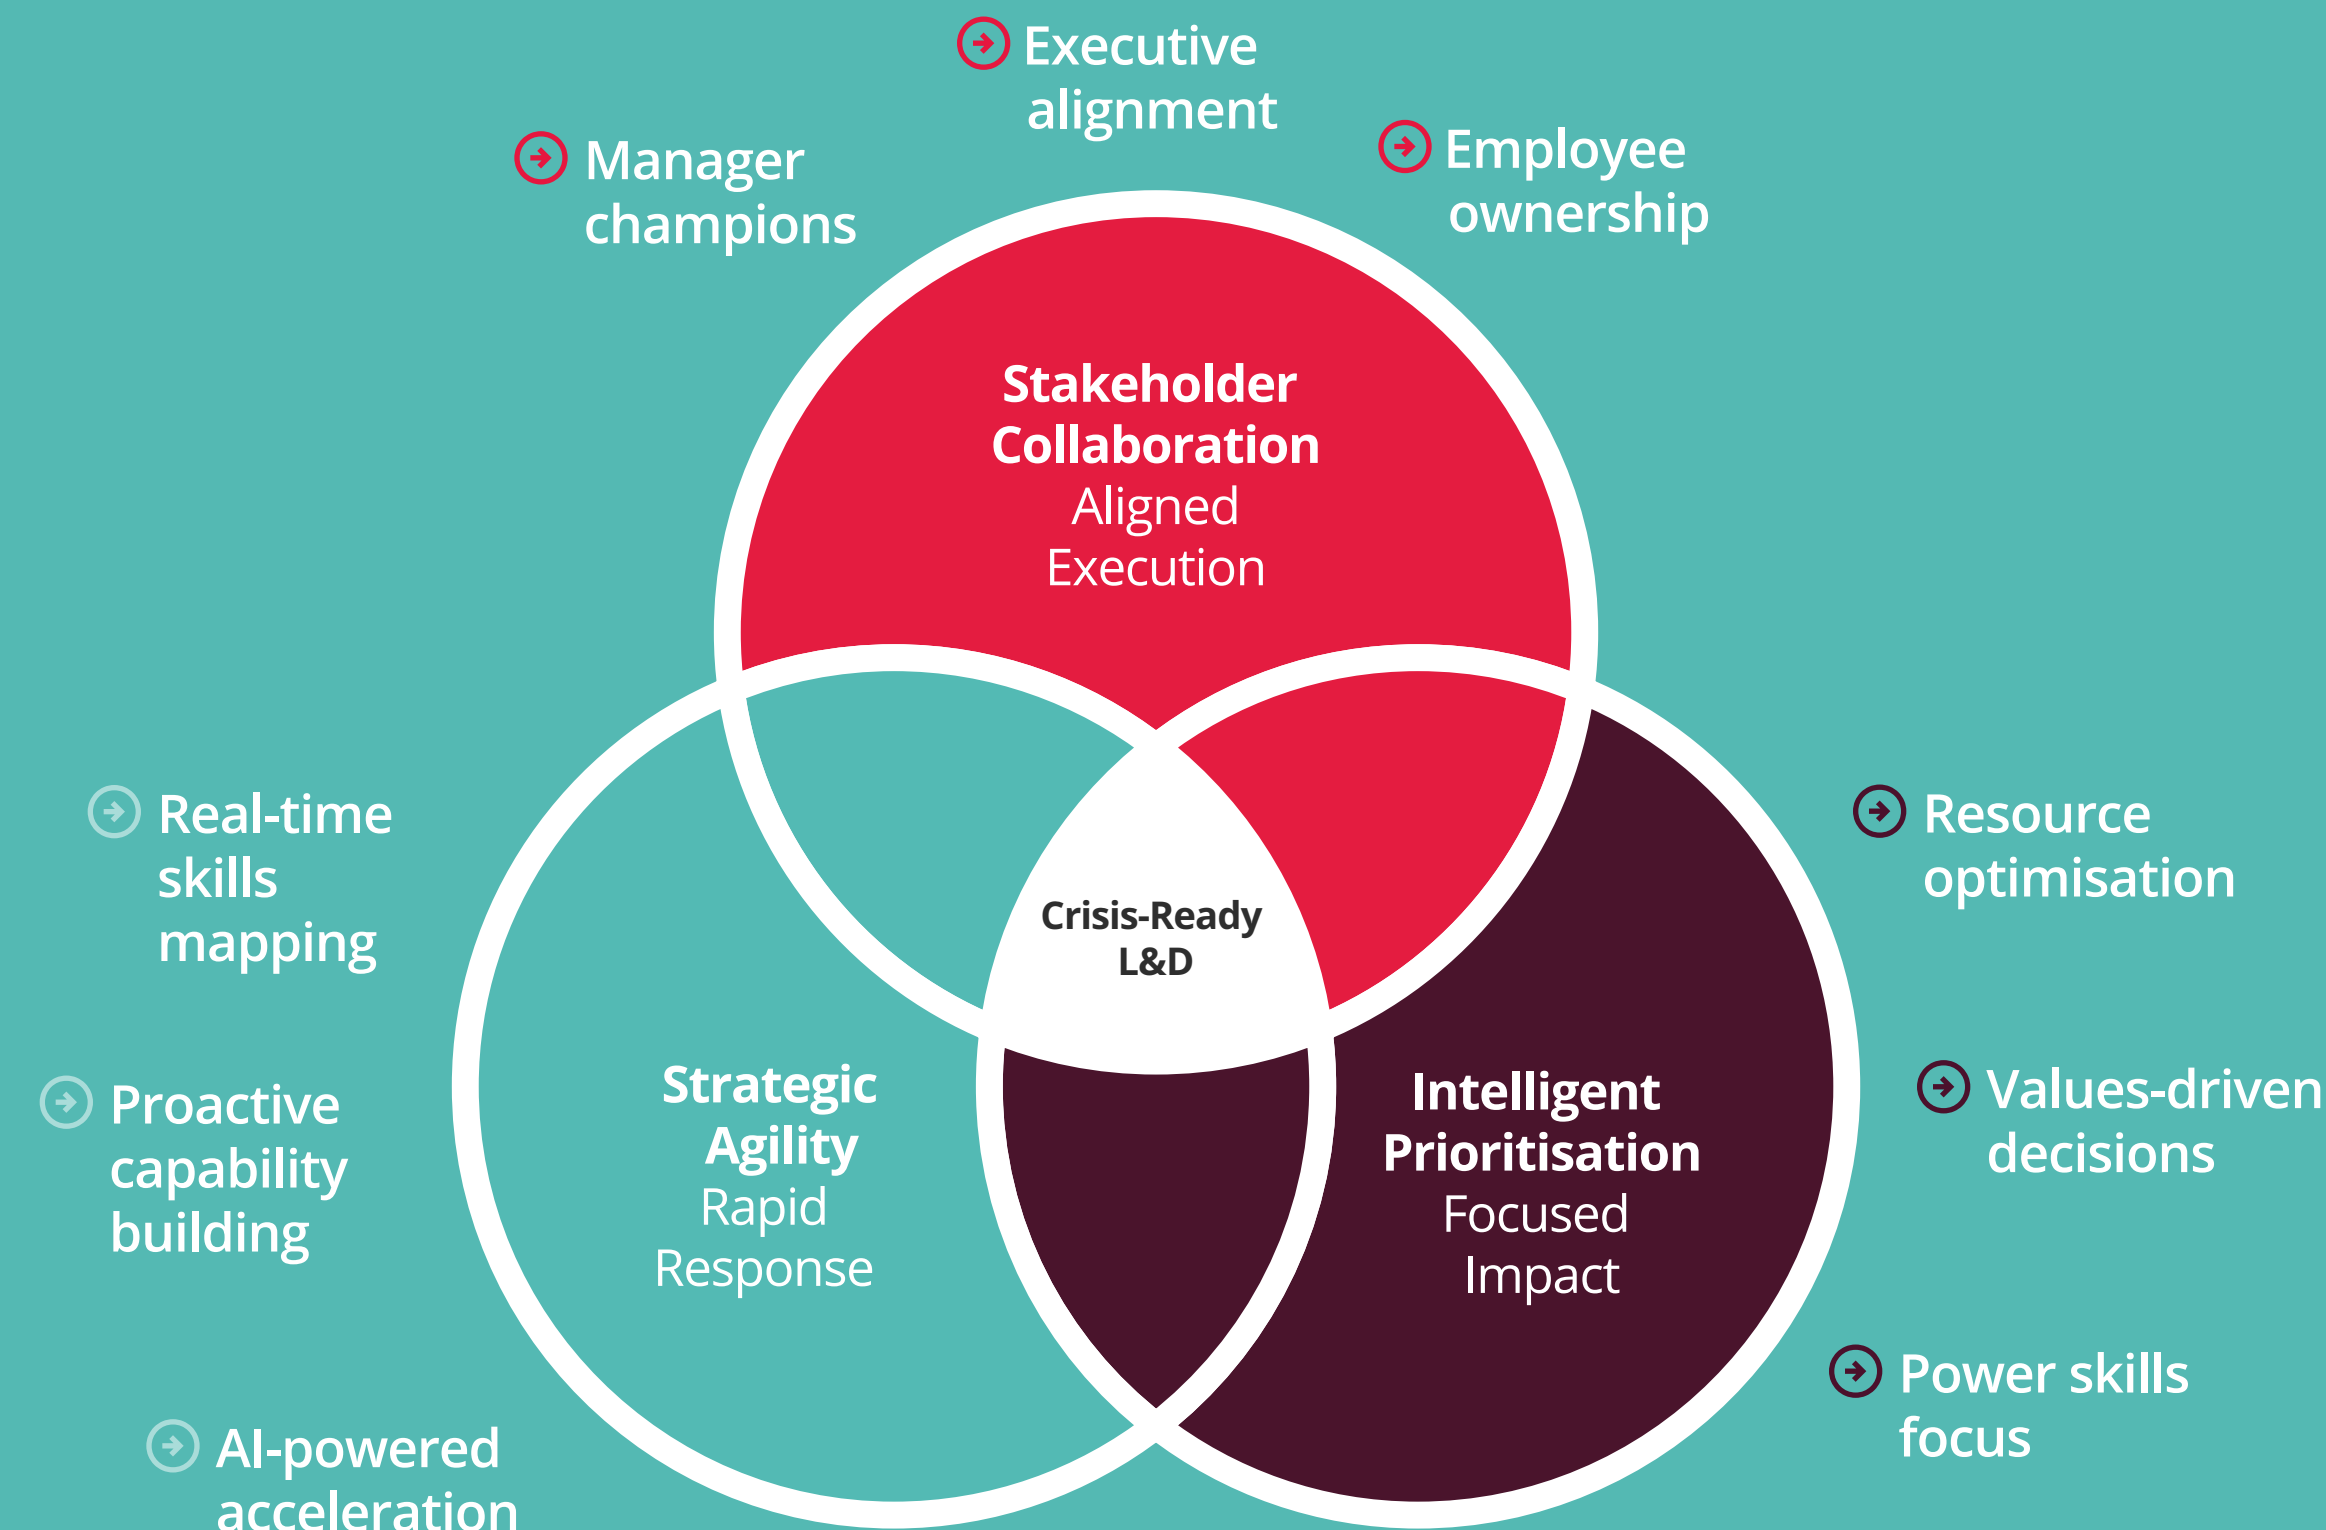 Executive
alignment
Manager
champions
Employee
ownership
Stakeholder
Collaboration
Aligned
Execution
Real-time
skills
mapping
Proactive
capability
building
AI-powered
acceleration
Crisis-Ready
L&D
Strategic
Agility
Rapid
Response
Intelligent
Prioritisation
Focused
Impact
Resource
optimisation
Values-driven
decisions
Power skills
focus